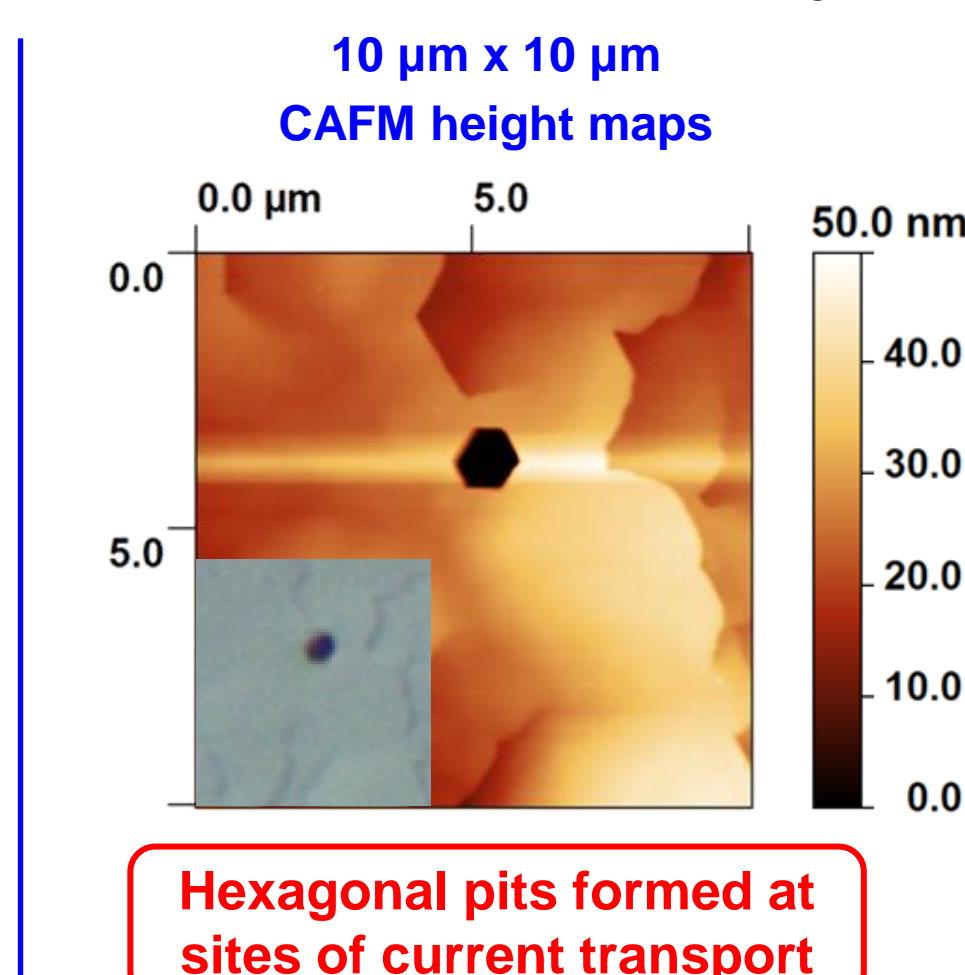 10 µm x 10 µm
CAFM height maps
0.0 µm
5.0
50.0 nm
0.0
40.0
30.0
5.0
20.0
10.0
0.0
Hexagonal pits formed at
sites of current transport